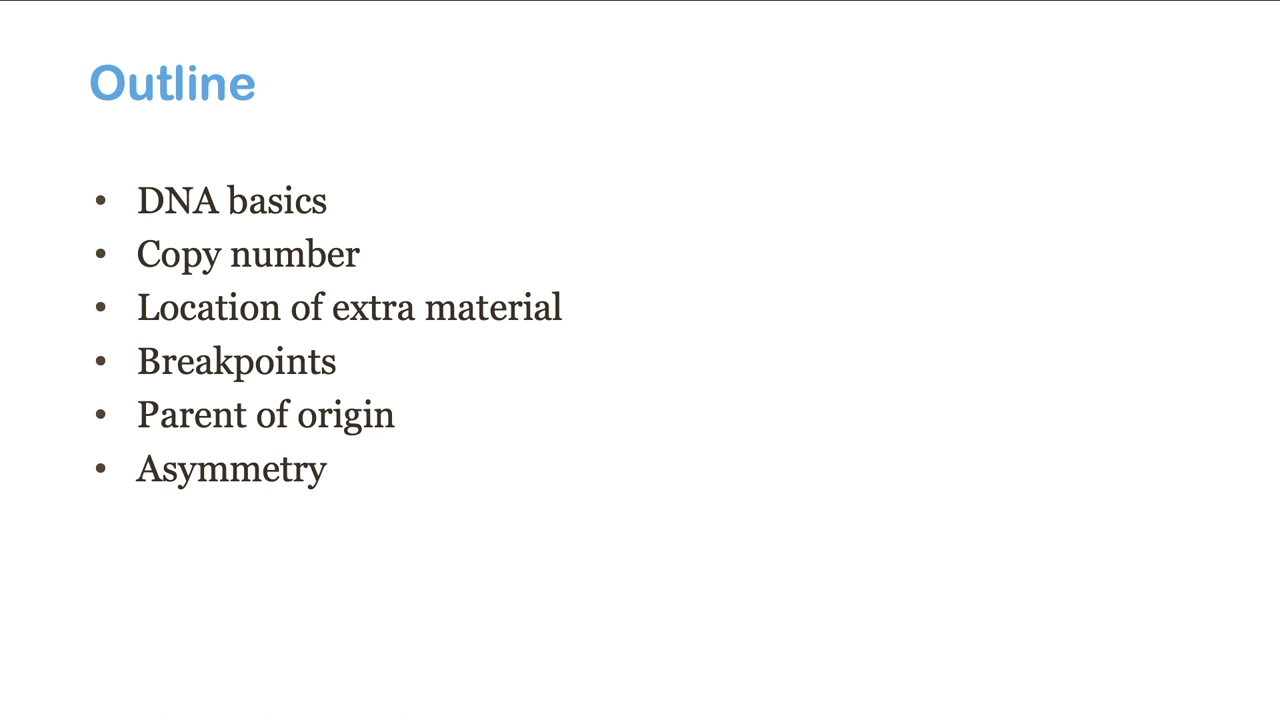 Outline
• DNA basics
• Copy number
• Location of extra material
• Breakpoints
• Parent of origin
• Asymmetry